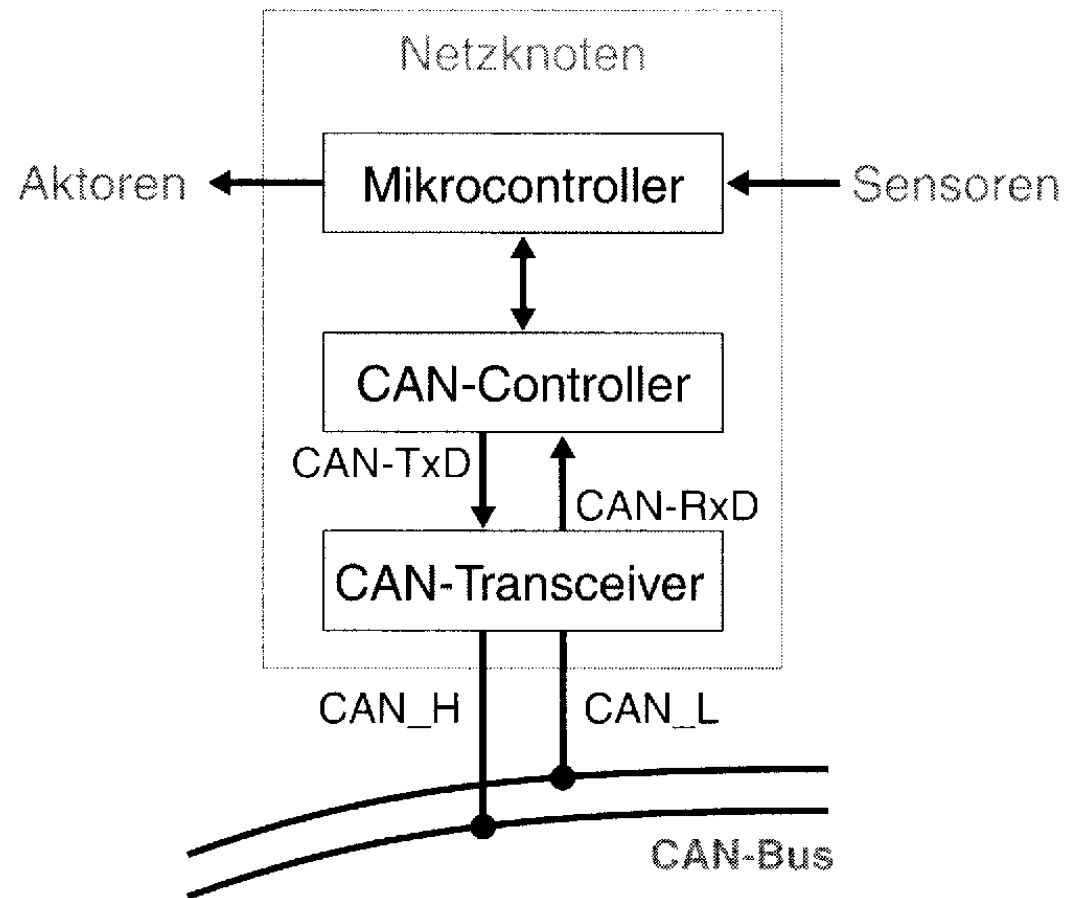 Netzknoten
Aktoren
Mikrocontroller
Sensoren
CAN-Controller
CAN-TxD
CAN-RxD
CAN-Transceiver
CAN_H
CAN_L
CAN-Bus